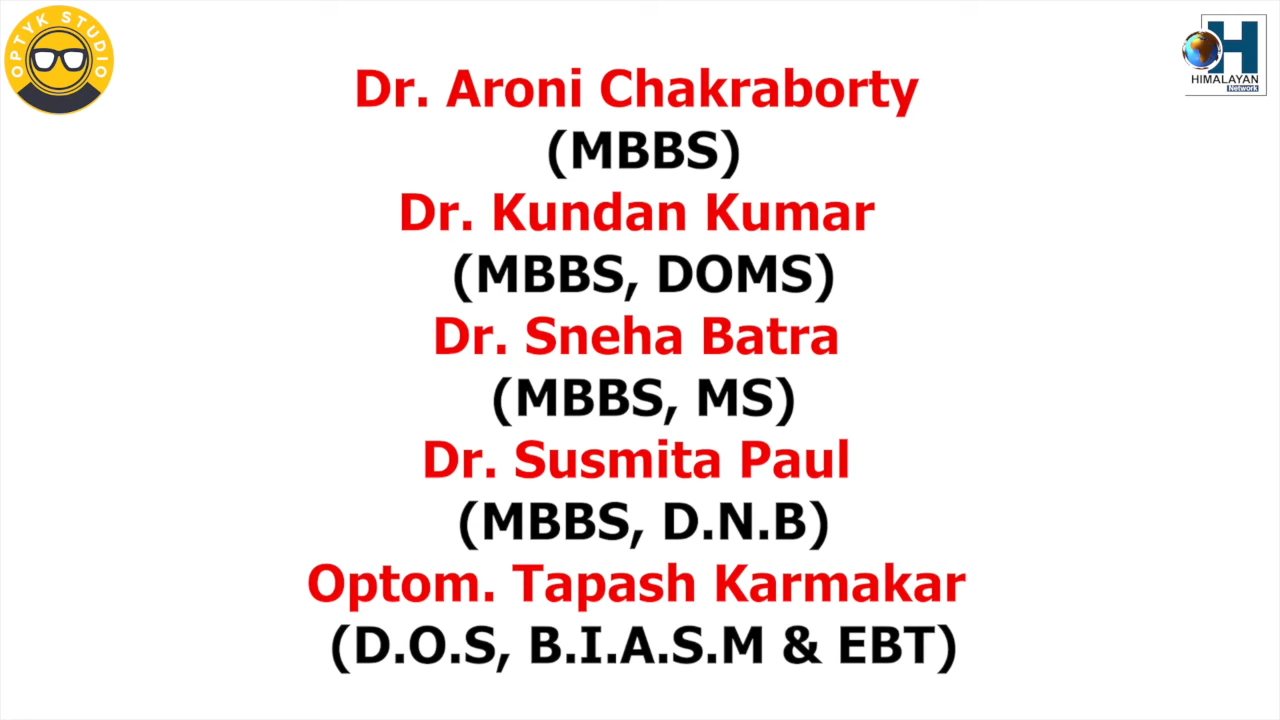 OPTYK STUDIO
HIMALAYAN
Network
Dr. Aroni Chakraborty
(MBBS)
Dr. Kundan Kumar
(MBBS, DOMS)
Dr. Sneha Batra
(MBBS, MS)
Dr. Susmita Paul
(MBBS, D.N.B)
Optom. Tapash Karmakar
(D.O.S, B.I.A.S.M & EBT)